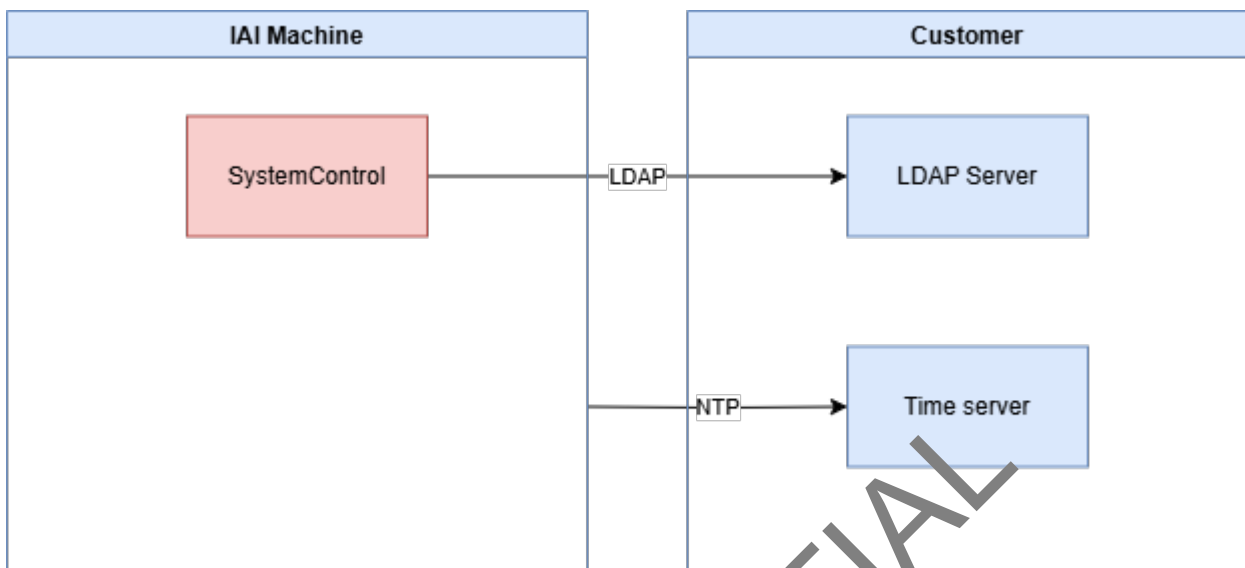 IAI Machine
Customer
SystemControl
LDAP
LDAP Server
NTP
Time server